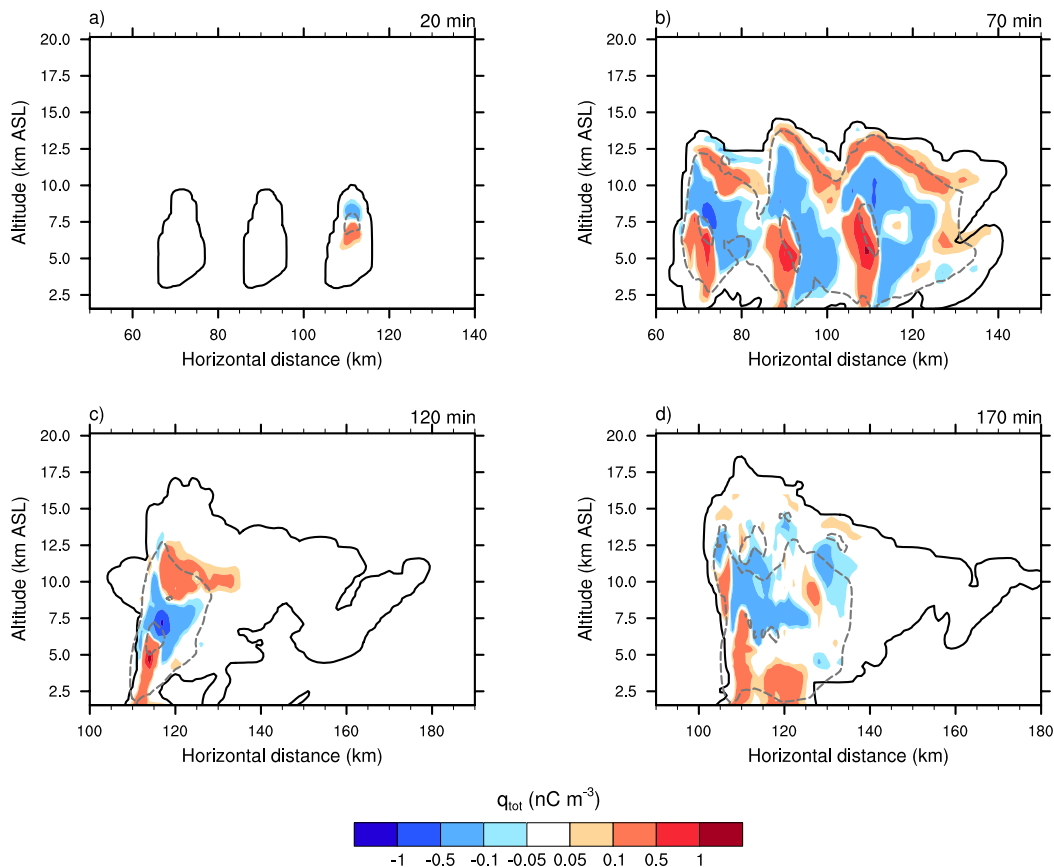 a) 20 min
20.0
17.5
15.0
12.5
10.0
7.5
5.0
2.5
Altitude (km ASL)
60 80 100 120 140
Horizontal distance (km)
b) 70 min
20.0
17.5
15.0
12.5
10.0
7.5
5.0
2.5
Altitude (km ASL)
60 80 100 120 140
Horizontal distance (km)
c) 120 min
20.0
17.5
15.0
12.5
10.0
7.5
5.0
2.5
Altitude (km ASL)
100 120 140 160 180
Horizontal distance (km)
d) 170 min
20.0
17.5
15.0
12.5
10.0
7.5
5.0
2.5
Altitude (km ASL)
100 120 140 160 180
Horizontal distance (km)
qtot (nC m⁻³)
-1 -0.5 -0.1 -0.05 0.05 0.1 0.5 1